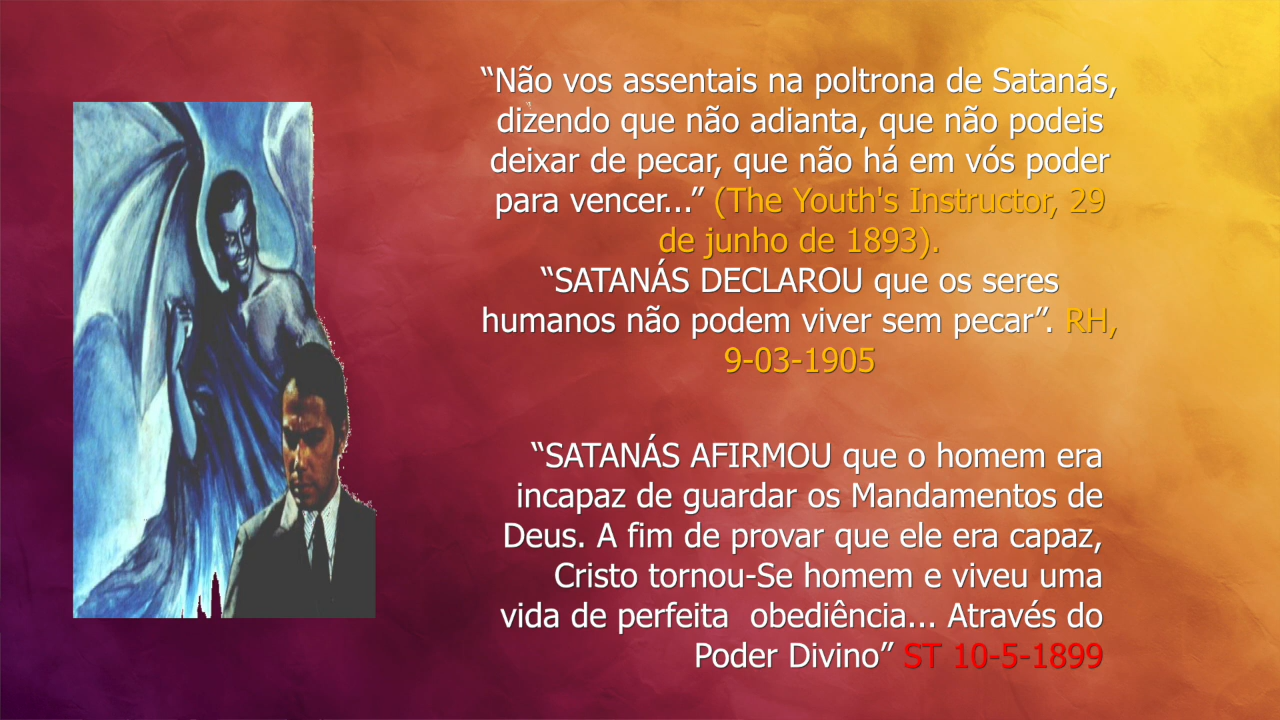 “Não vos assentais na poltrona de Satanás,
dizendo que não adianta, que não podeis
deixar de pecar, que não há em vós poder
para vencer...” (The Youth's Instructor, 29
de junho de 1893).
“SATANÁS DECLAROU que os seres
humanos não podem viver sem pecar”. RH,
9-03-1905
“SATANÁS AFIRMOU que o homem era
incapaz de guardar os Mandamentos de
Deus. A fim de provar que ele era capaz,
Cristo tornou-Se homem e viveu uma
vida de perfeita  obediência... Através do
Poder Divino” ST 10-5-1899